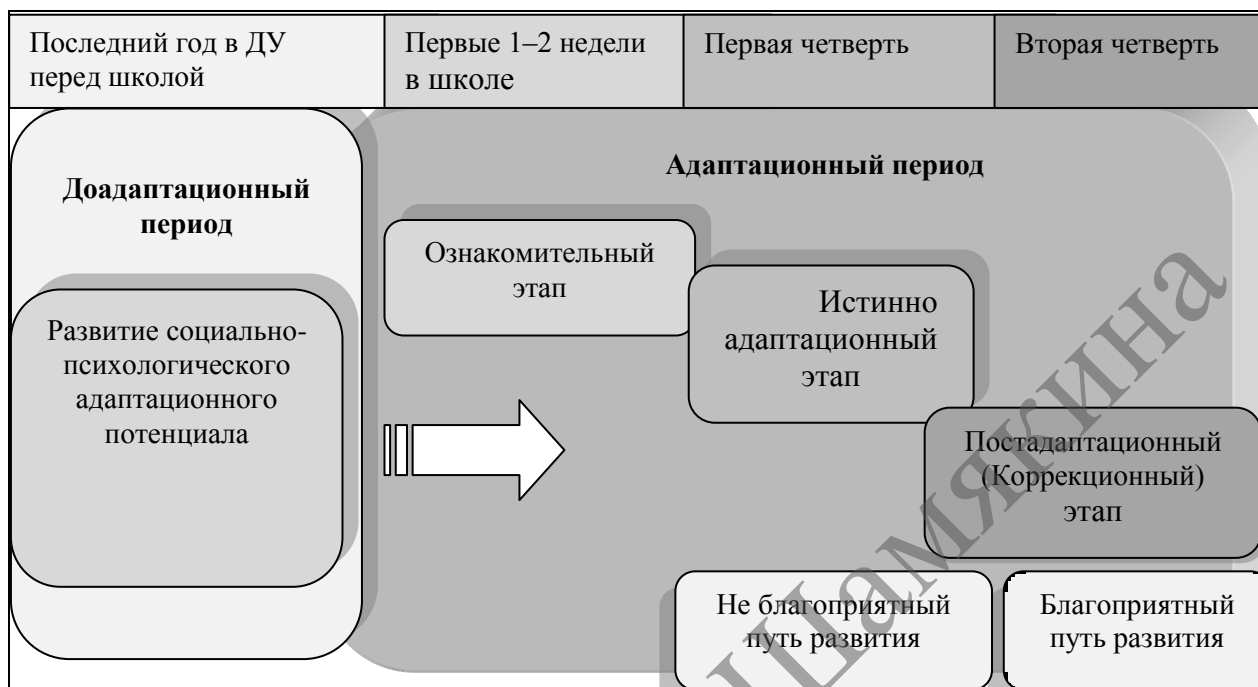 Последний год в ДУ
перед школой
Первые 1–2 недели
в школе
Первая четверть
Вторая четверть
Доадаптационный
период
Развитие социально-
психологического
адаптационного
потенциала
Адаптационный период
Ознакомительный
этап
Истинно
адаптационный
этап
Постадаптационный
(Коррекционный)
этап
Не благоприятный
путь развития
Благоприятный
путь развития